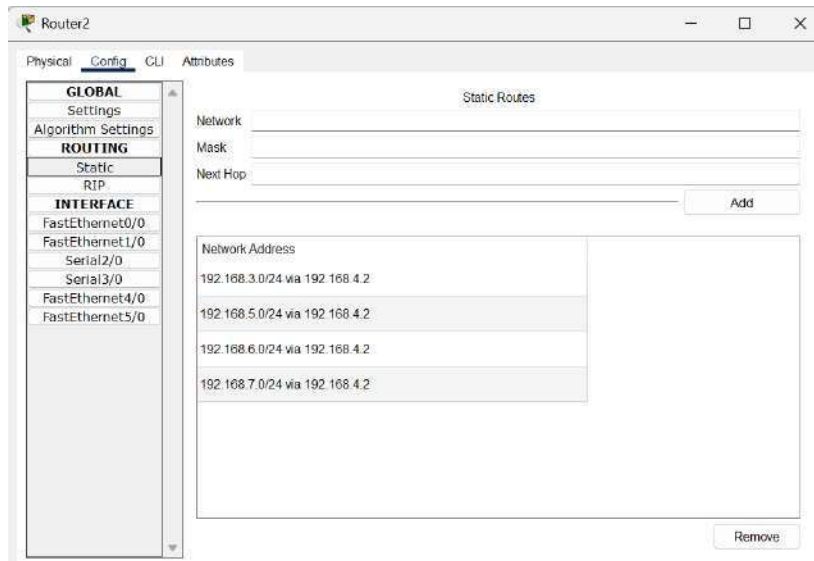 Router2
Physical Config CLI Attributes
GLOBAL
Settings
Algorithm Settings
ROUTING
Static
RIP
INTERFACE
FastEthernet0/0
FastEthernet1/0
Serial2/0
Serial3/0
FastEthernet4/0
FastEthernet5/0
Static Routes
Network
Mask
Next Hop
Add
Network Address
192.168.3.0/24 via 192.168.4.2
192.168.5.0/24 via 192.168.4.2
192.168.6.0/24 via 192.168.4.2
192.168.7.0/24 via 192.168.4.2
Remove